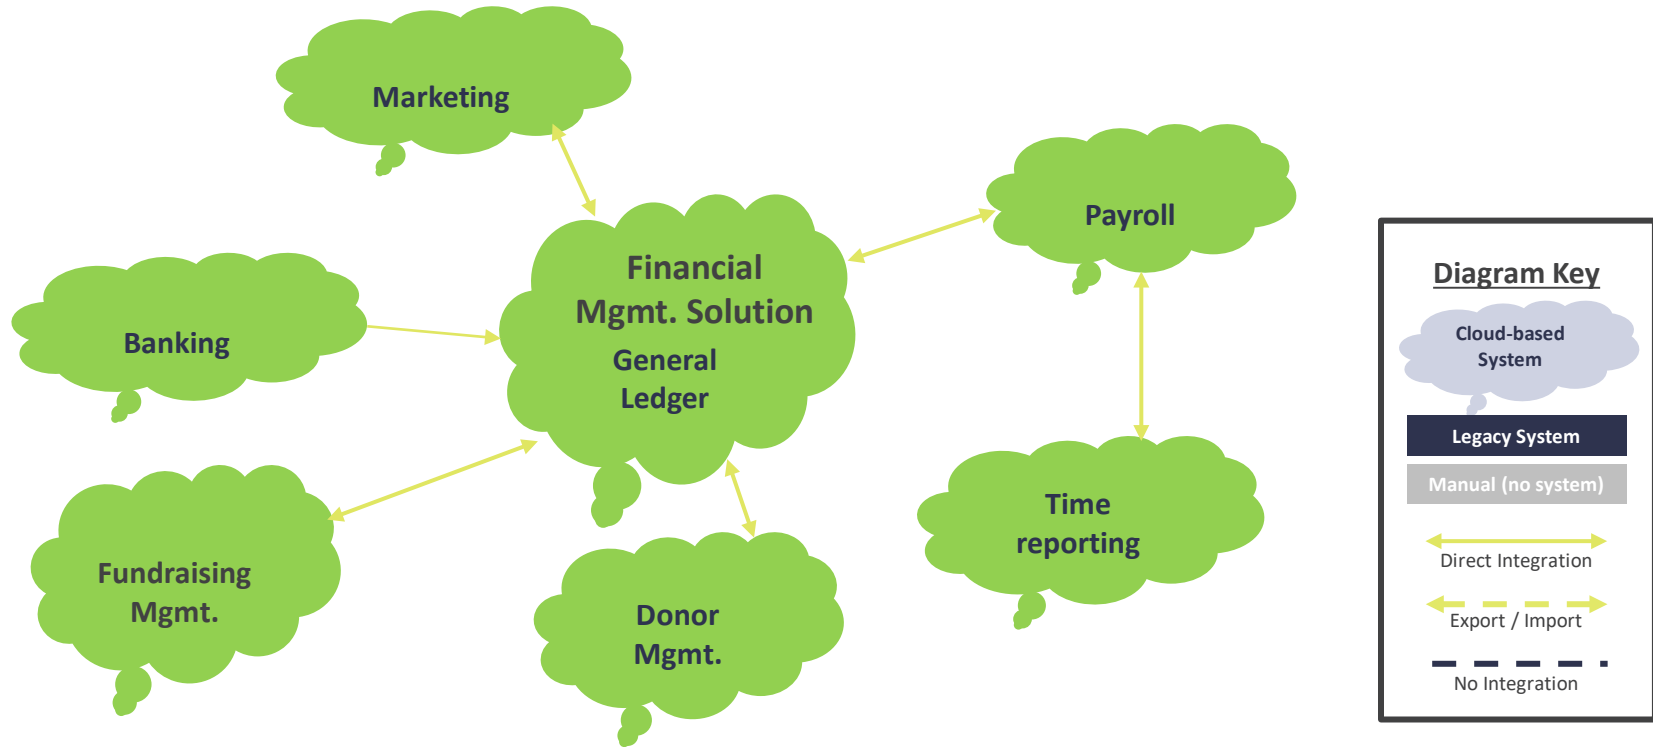 Marketing
Payroll
Financial
Mgmt. Solution
General
Ledger
Banking
Time
reporting
Fundraising
Mgmt.
Donor
Mgmt.
Diagram Key
Cloud-based
System
Legacy System
Manual (no system)
Direct Integration
Export / Import
No Integration